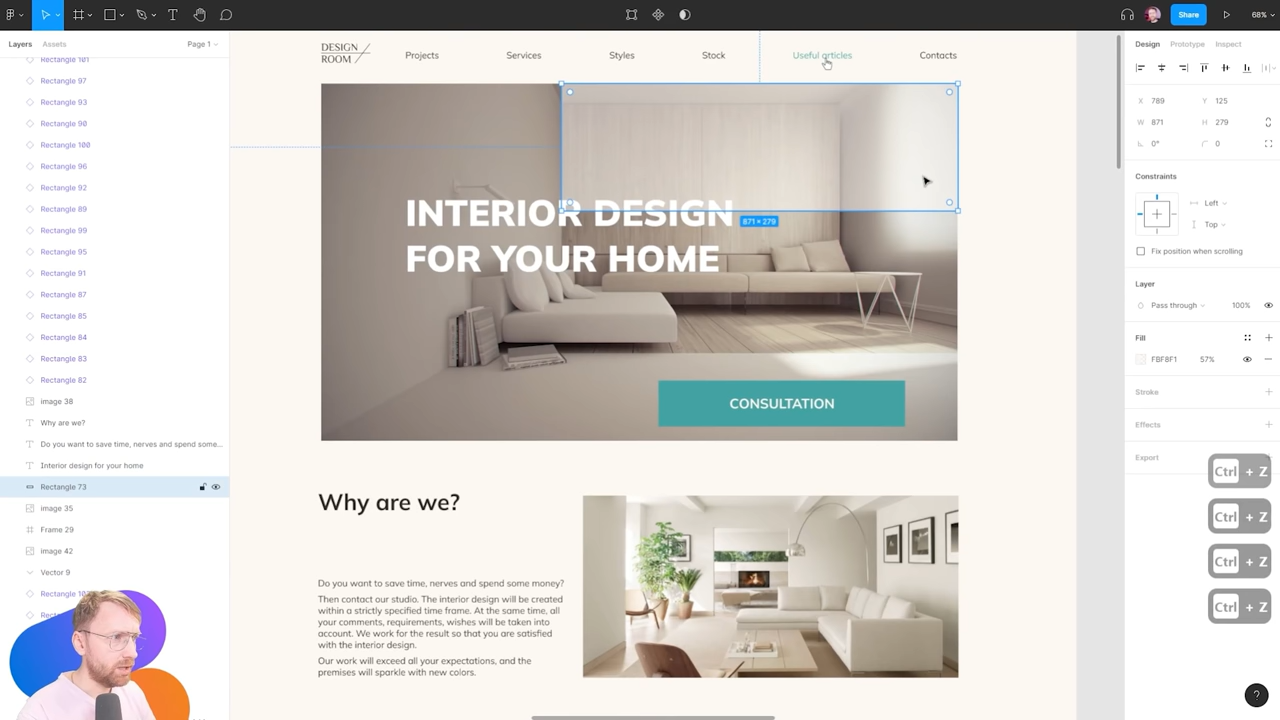 Share
68%
Layers
Assets
Page 1
Rectangle 101
Rectangle 97
Rectangle 93
Rectangle 90
Rectangle 100
Rectangle 96
Rectangle 92
Rectangle 89
Rectangle 99
Rectangle 95
Rectangle 91
Rectangle 87
Rectangle 85
Rectangle 84
Rectangle 83
Rectangle 82
image 38
Why are we?
Do you want to save time, nerves and spend some...
Interior design for your home
Rectangle 73
image 35
Frame 29
image 42
Vector 9
DESIGN
ROOM
Projects
Services
Styles
Stock
Useful articles
Contacts
INTERIOR DESIGN
FOR YOUR HOME
871 × 279
CONSULTATION
Why are we?
Do you want to save time, nerves and spend some money?
Then contact our studio. The interior design will be created
within a strictly specified time frame. At the same time, all
your comments, requirements, wishes will be taken into
account. We work for the result so that you are satisfied
with the interior design.
Our work will exceed all your expectations, and the
premises will sparkle with new colors.
Design
Prototype
Inspect
X 789
Y 125
W 871
H 279
0°
0
Constraints
Left
Top
Fix position when scrolling
Layer
Pass through
100%
Fill
FBF8F1
57%
Stroke
Effects
Export
Ctrl + Z
Ctrl + Z
Ctrl + Z
Ctrl + Z
?